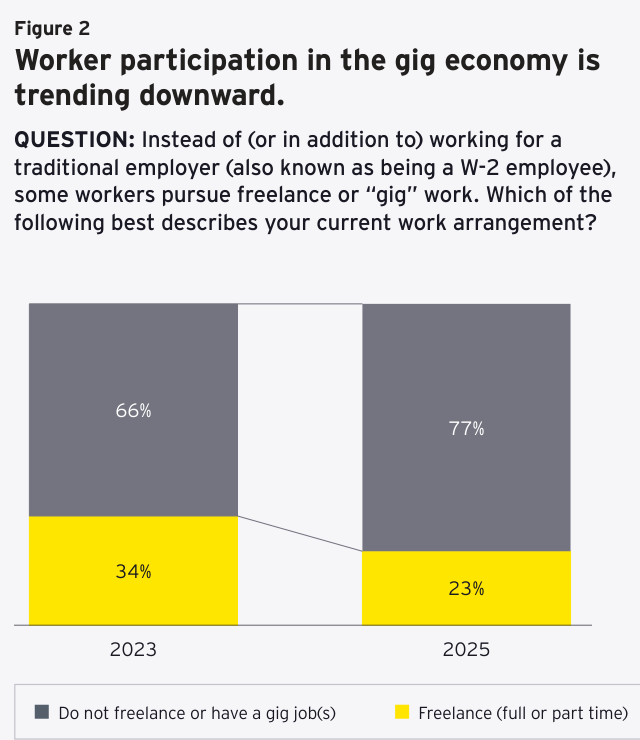 Figure 2
Worker participation in the gig economy is
trending downward.
QUESTION: Instead of (or in addition to) working for a
traditional employer (also known as being a W-2 employee),
some workers pursue freelance or “gig” work. Which of the
following best describes your current work arrangement?
66%
77%
34%
23%
2023
2025
Do not freelance or have a gig job(s)
Freelance (full or part time)